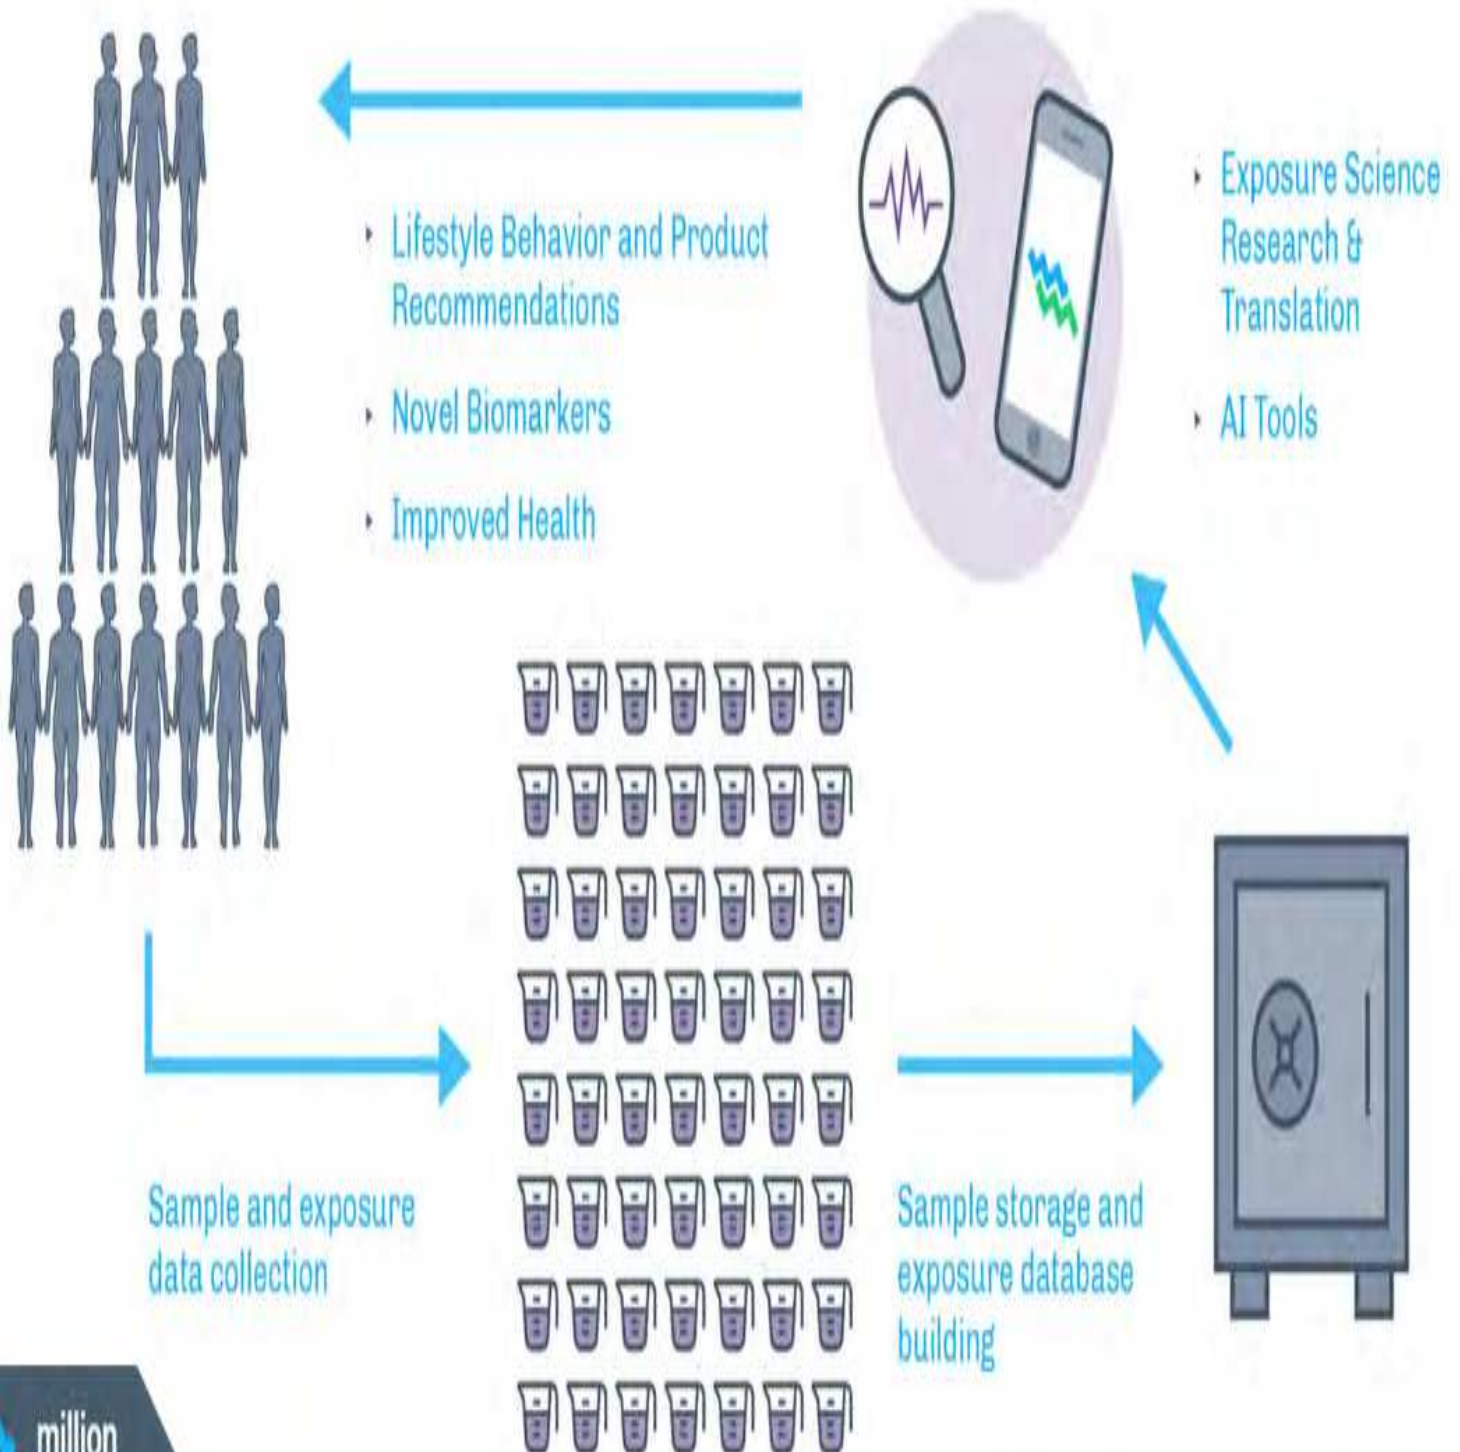 Lifestyle Behavior and Product
Recommendations
Novel Biomarkers
Improved Health
Exposure Science
Research &
Translation
AI Tools
Sample and exposure
data collection
Sample storage and
exposure database
building
million